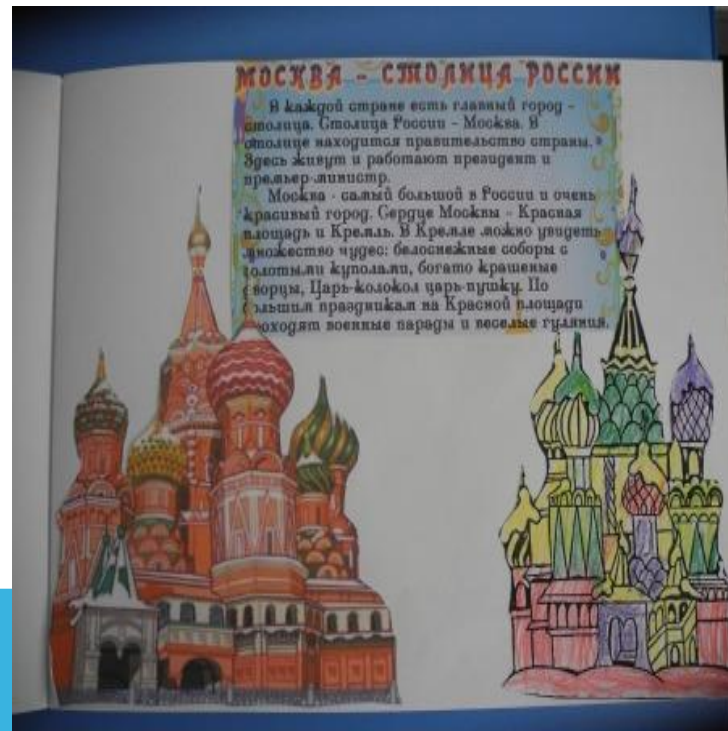 МОСКВА - СТОЛИЦА РОССИИ
В каждой стране есть главный город -
столица. Столица России - Москва. В
столице находится правительство страны.
Здесь живут и работают президент и
премьер-министр.
Москва - самый большой в России и очень
красивый город. Сердце Москвы - Красная
площадь и Кремль. В Кремле можно увидеть
множество чудес: белоснежные соборы с
золотыми куполами, богато крашеные
дворцы, Царь-колокол царь-пушку. По
большим праздникам на Красной площади
проходят военные парады и веселые гуляния.